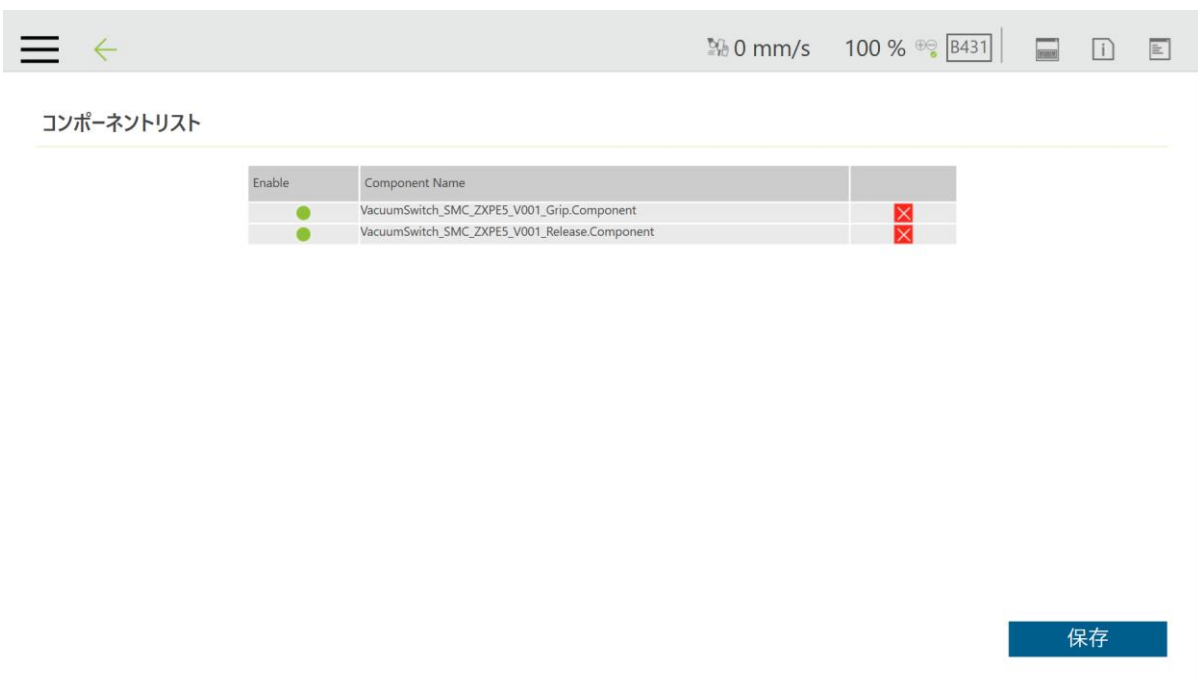 0 mm/s 100 % B431
コンポーネントリスト
Enable Component Name
VacuumSwitch_SMC_ZXPE5_V001_Grip.Component
VacuumSwitch_SMC_ZXPE5_V001_Release.Component
保存